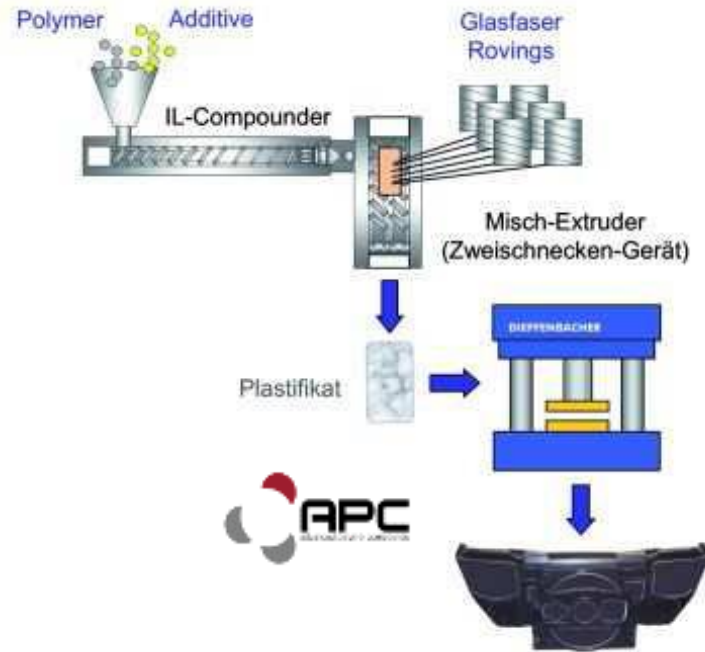 Polymer
Additive
Glasfaser
Rovings
IL-Compounder
Misch-Extruder
(Zweischnecken-Gerät)
DIEFFENBACHER
Plastifikat
APC